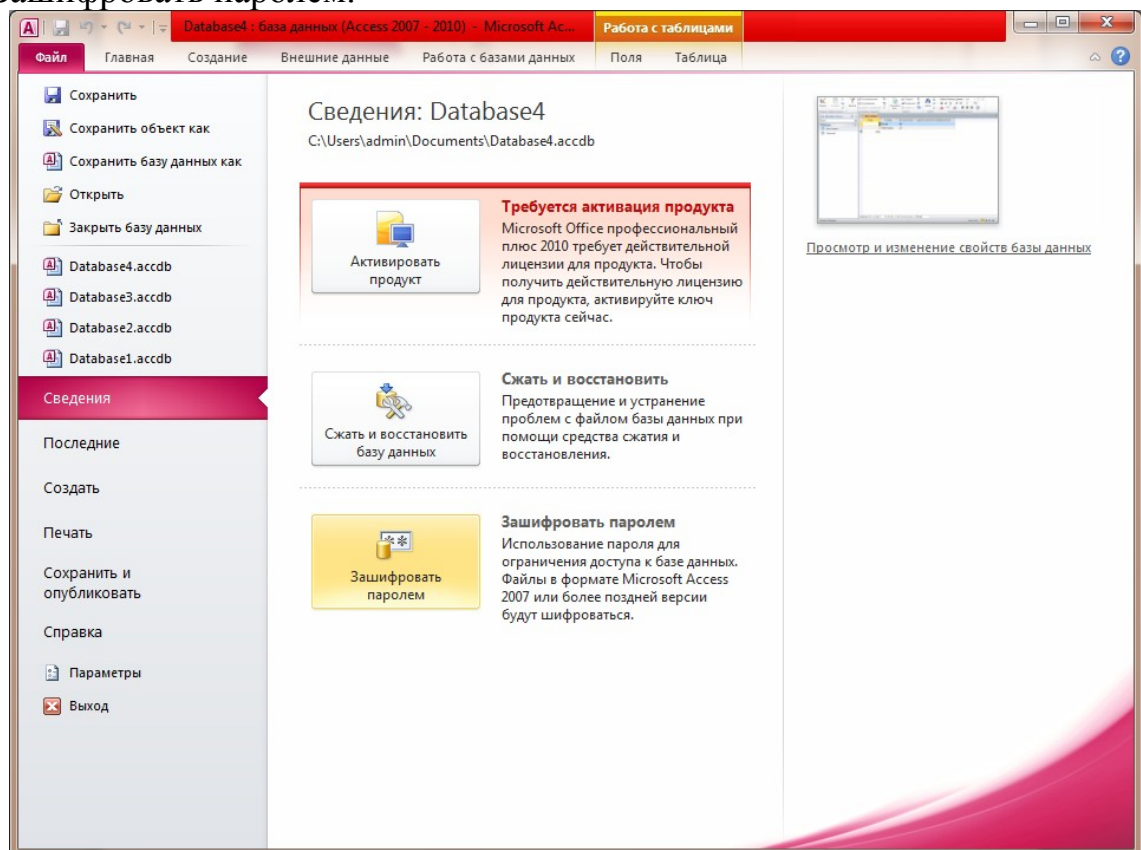 зашифровать паролем.
Database4 : база данных (Access 2007 - 2010) - Microsoft Ac...
Работа с таблицами
Файл Главная Создание Внешние данные Работа с базами данных Поля Таблица
Сохранить
Сохранить объект как
Сохранить базу данных как
Открыть
Закрыть базу данных
Database4.accdb
Database3.accdb
Database2.accdb
Database1.accdb
Сведения
Последние
Создать
Печать
Сохранить и
опубликовать
Справка
Параметры
Выход
Сведения: Database4
C:\Users\admin\Documents\Database4.accdb
Активировать
продукт
Требуется активация продукта
Microsoft Office профессиональный
плюс 2010 требует действительной
лицензии для продукта. Чтобы
получить действительную лицензию
для продукта, активируйте ключ
продукта сейчас.
Сжать и восстановить
базу данных
Сжать и восстановить
Предотвращение и устранение
проблем с файлом базы данных при
помощи средства сжатия и
восстановления.
Зашифровать
паролем
Зашифровать паролем
Использование пароля для
ограничения доступа к базе данных.
Файлы в формате Microsoft Access
2007 или более поздней версии
будут шифроваться.
Просмотр и изменение свойств базы данных